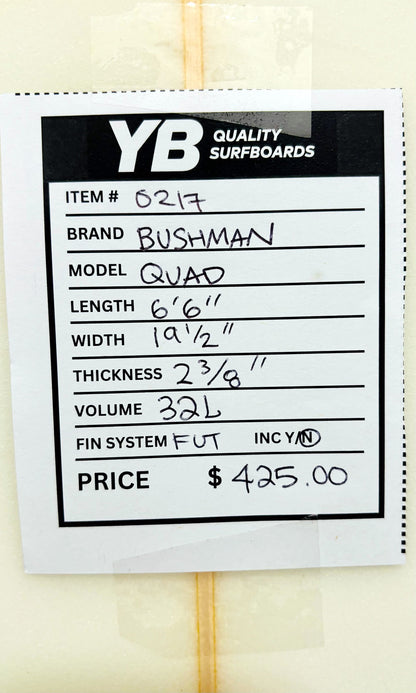 YB QUALITY
SURFBOARDS
ITEM # 0217
BRAND BUSHMAN
MODEL QUAD
LENGTH 6'6"
WIDTH 19 1/2"
THICKNESS 2 3/8"
VOLUME 32L
FIN SYSTEM FUT INC Y/N
PRICE $ 425.00